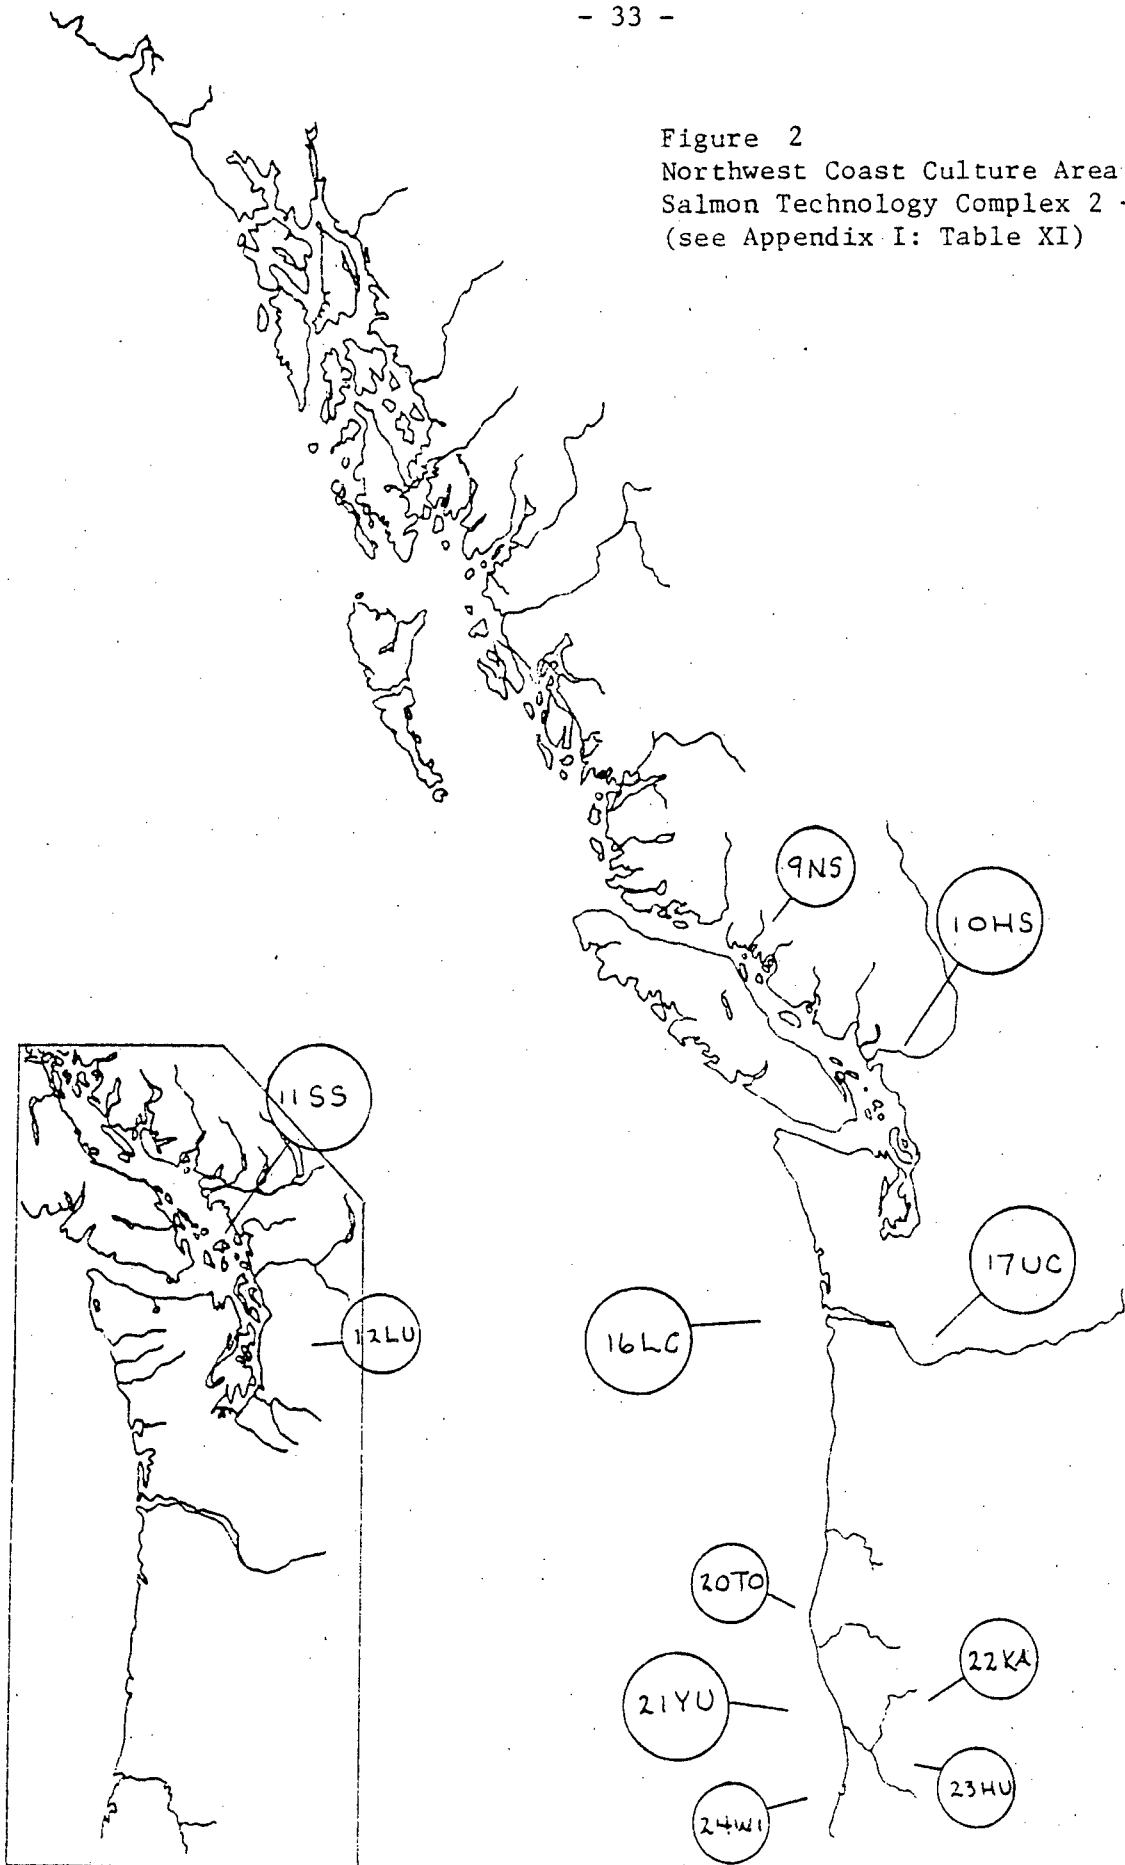 - 33 -
Figure 2
Northwest Coast Culture Area
Salmon Technology Complex 2 -
(see Appendix I: Table XI)
9NS
10HS
11SS
17UC
12LU
16LC
20TO
22KA
21YU
23HU
24WI